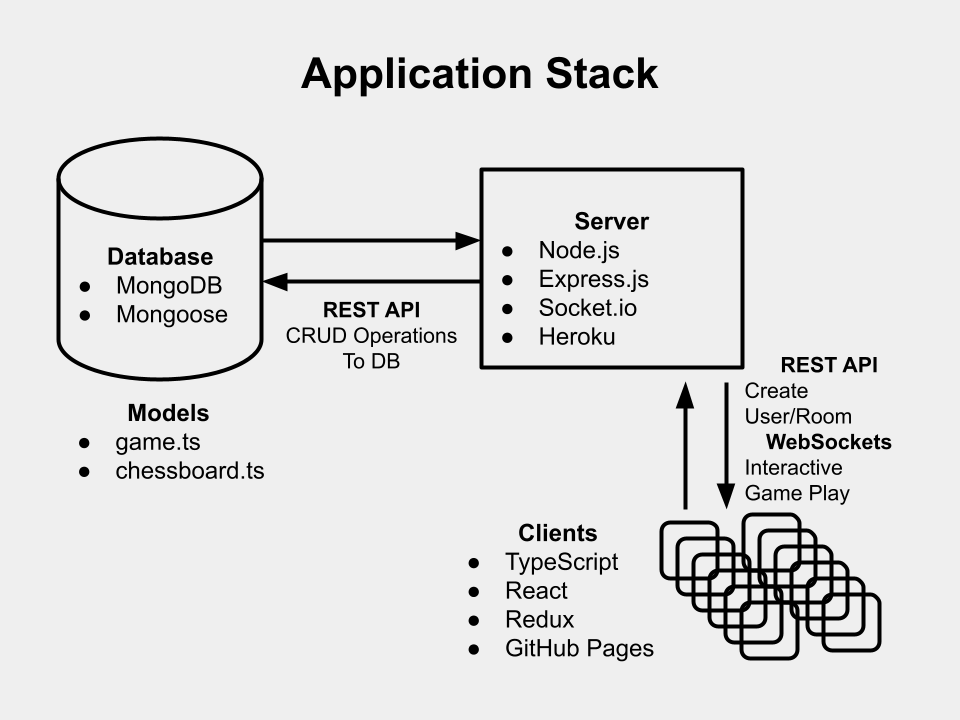 Application Stack
Database
● MongoDB
● Mongoose
Models
● game.ts
● chessboard.ts
REST API
CRUD Operations
To DB
Server
● Node.js
● Express.js
● Socket.io
● Heroku
REST API
Create
User/Room
WebSockets
Interactive
Game Play
Clients
● TypeScript
● React
● Redux
● GitHub Pages